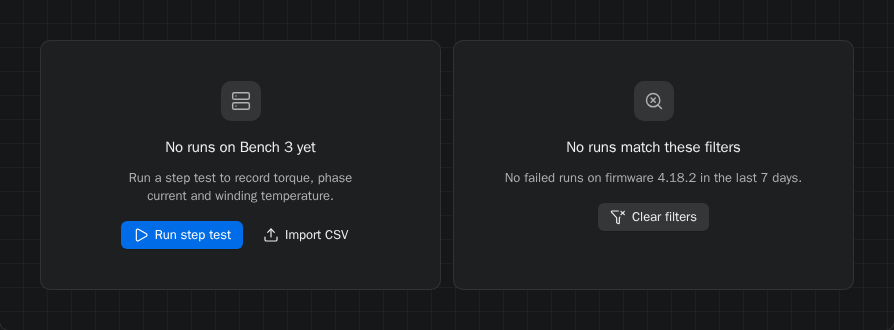 No runs on Bench 3 yet
Run a step test to record torque, phase
current and winding temperature.
Run step test
Import CSV
No runs match these filters
No failed runs on firmware 4.18.2 in the last 7 days.
Clear filters